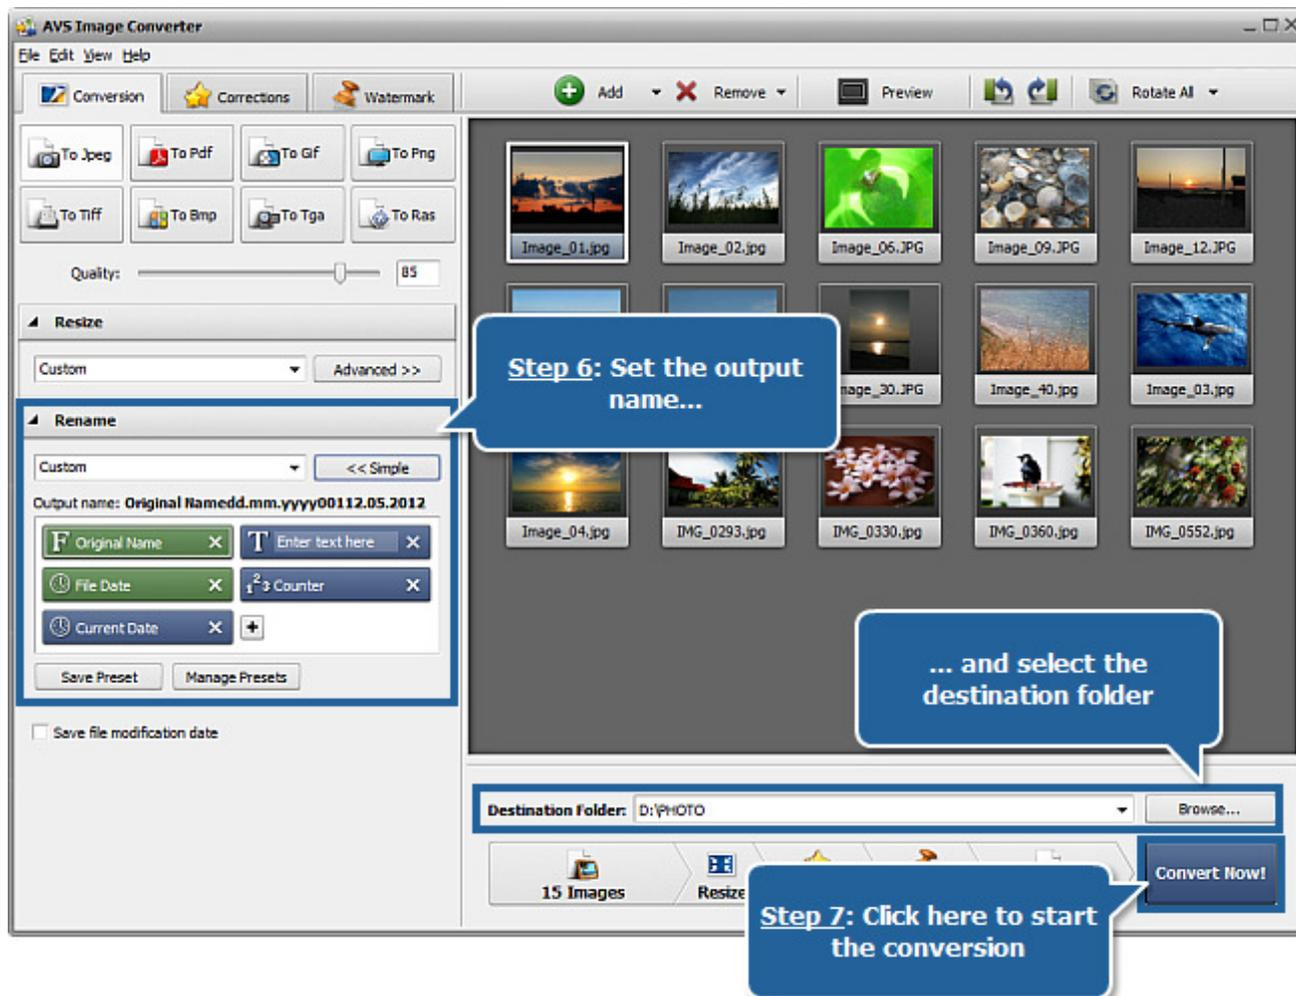 AVS Image Converter
File Edit View Help
Conversion Corrections Watermark
Add Remove Preview Rotate All
To Jpeg To Pdf To Gif To Png
To Tiff To Bmp To Tga To Ras
Quality: 85
Resize
Custom Advanced >>
Rename
Custom << Simple
Output name: Original Namedd.mm.yyyy00112.05.2012
F Original Name T Enter text here
File Date 123 Counter
Current Date
Save Preset Manage Presets
Save file modification date
Image_01.jpg Image_02.jpg Image_06.JPG Image_09.JPG Image_12.JPG
Step 6: Set the output
name...
Image_40.jpg Image_03.jpg
Image_04.jpg IMG_0293.jpg IMG_0330.jpg IMG_0360.jpg IMG_0552.jpg
... and select the
destination folder
Destination Folder: D:\PHOTO Browse...
15 Images Resize Convert Now!
Step 7: Click here to start
the conversion